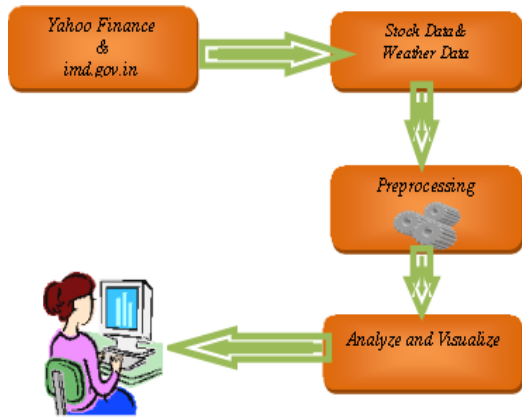 Yahoo Finance
&
imd.gov.in
Stock Data &
Weather Data
Preprocessing
Analyze and Visualize